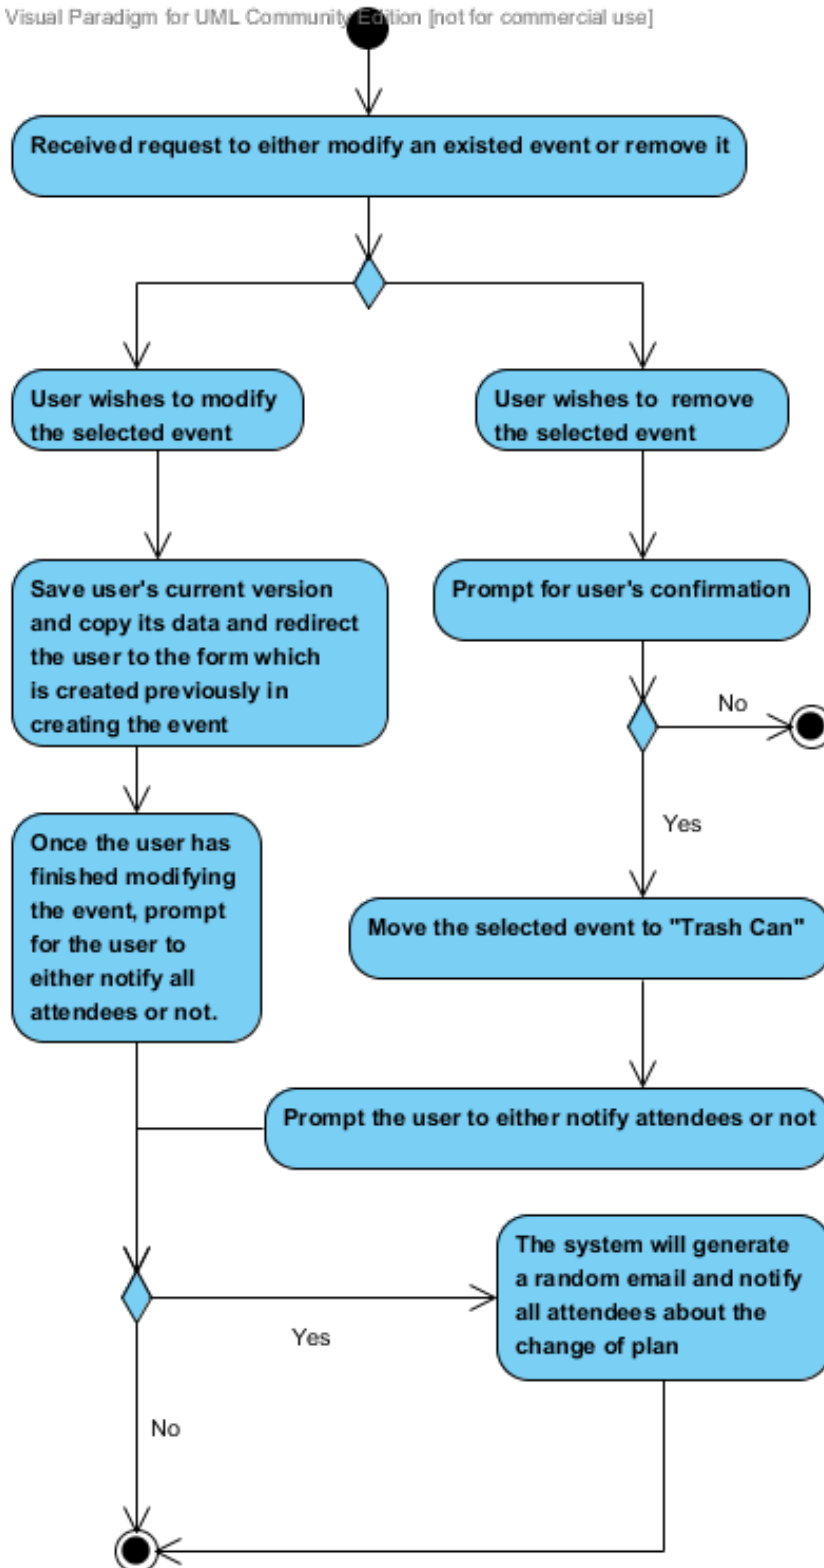 Visual Paradigm for UML Community Edition [not for commercial use]
Received request to either modify an existed event or remove it
User wishes to modify
the selected event
User wishes to remove
the selected event
Save user's current version
and copy its data and redirect
the user to the form which
is created previously in
creating the event
Prompt for user's confirmation
No
Yes
Once the user has
finished modifying
the event, prompt
for the user to
either notify all
attendees or not.
Move the selected event to "Trash Can"
Prompt the user to either notify attendees or not
The system will generate
a random email and notify
all attendees about the
change of plan
Yes
No